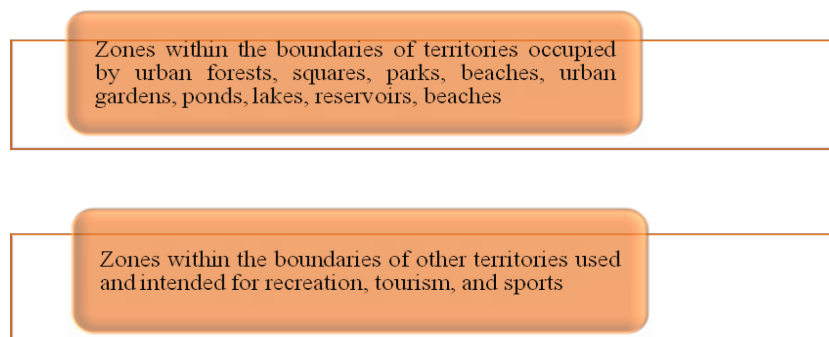 Zones within the boundaries of territories occupied
by urban forests, squares, parks, beaches, urban
gardens, ponds, lakes, reservoirs, beaches
Zones within the boundaries of other territories used
and intended for recreation, tourism, and sports